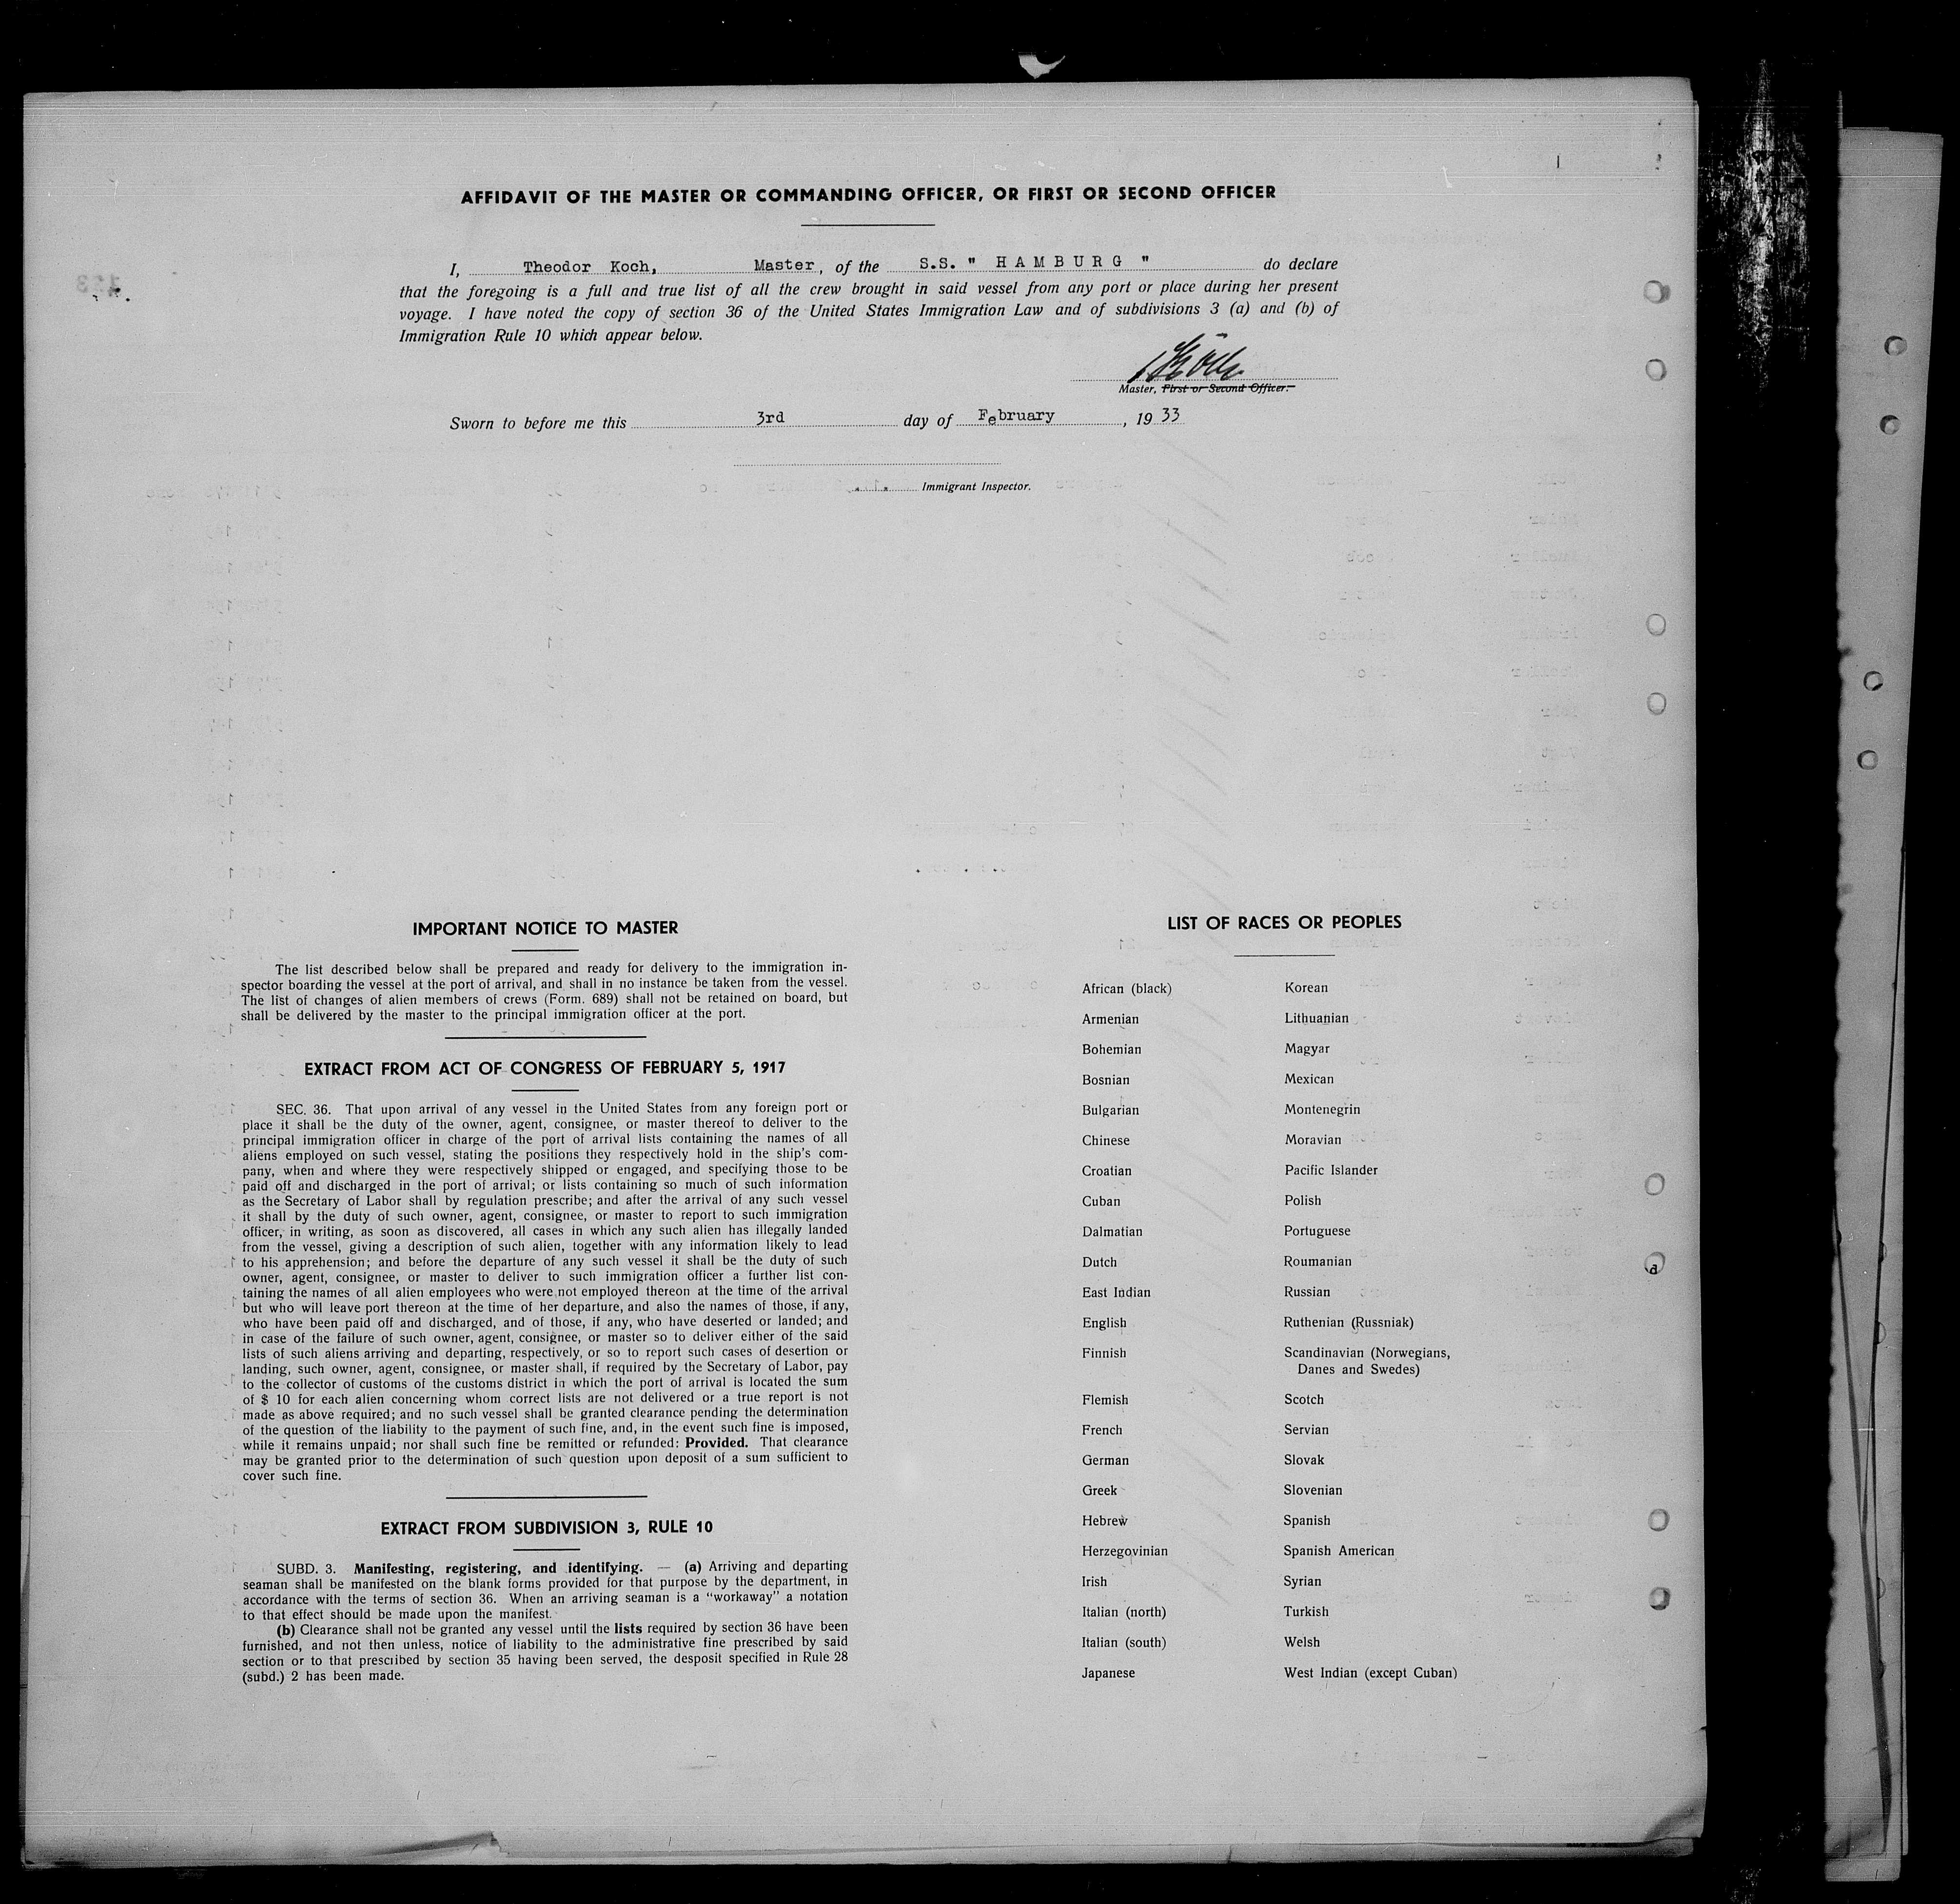 AFFIDAVIT OF THE MASTER OR COMMANDING OFFICER, OR FIRST OR SECOND OFFICER
I, Theodor Koch, Master, of the S.S. " H A M B U R G " do declare
that the foregoing is a full and true list of all the crew brought in said vessel from any port or place during her present
voyage. I have noted the copy of section 36 of the United States Immigration Law and of subdivisions 3 (a) and (b) of
Immigration Rule 10 which appear below.
Koch
Master, First or Second Officer.
Sworn to before me this 3rd day of February, 19 33
Immigrant Inspector.
IMPORTANT NOTICE TO MASTER
The list described below shall be prepared and ready for delivery to the immigration in-
spector boarding the vessel at the port of arrival, and shall in no instance be taken from the vessel.
The list of changes of alien members of crews (Form. 689) shall not be retained on board, but
shall be delivered by the master to the principal immigration officer at the port.
EXTRACT FROM ACT OF CONGRESS OF FEBRUARY 5, 1917
SEC. 36. That upon arrival of any vessel in the United States from any foreign port or
place it shall be the duty of the owner, agent, consignee, or master thereof to deliver to the
principal immigration officer in charge of the port of arrival lists containing the names of all
aliens employed on such vessel, stating the positions they respectively hold in the ship's com-
pany, when and where they were respectively shipped or engaged, and specifying those to be
paid off and discharged in the port of arrival; or lists containing so much of such information
as the Secretary of Labor shall by regulation prescribe; and after the arrival of any such vessel
it shall by the duty of such owner, agent, consignee, or master to report to such immigration
officer, in writing, as soon as discovered, all cases in which any such alien has illegally landed
from the vessel, giving a description of such alien, together with any information likely to lead
to his apprehension; and before the departure of any such vessel it shall be the duty of such
owner, agent, consignee, or master to deliver to such immigration officer a further list con-
taining the names of all alien employees who were not employed thereon at the time of the arrival
but who will leave port thereon at the time of her departure, and also the names of those, if any,
who have been paid off and discharged, and of those, if any, who have deserted or landed; and
in case of the failure of such owner, agent, consignee, or master so to deliver either of the said
lists of such aliens arriving and departing, respectively, or so to report such cases of desertion or
landing, such owner, agent, consignee, or master shall, if required by the Secretary of Labor, pay
to the collector of customs of the customs district in which the port of arrival is located the sum
of $ 10 for each alien concerning whom correct lists are not delivered or a true report is not
made as above required; and no such vessel shall be granted clearance pending the determination
of the question of the liability to the payment of such fine, and, in the event such fine is imposed,
while it remains unpaid; nor shall such fine be remitted or refunded: Provided. That clearance
may be granted prior to the determination of such question upon deposit of a sum sufficient to
cover such fine.
EXTRACT FROM SUBDIVISION 3, RULE 10
SUBD. 3. Manifesting, registering, and identifying. — (a) Arriving and departing
seaman shall be manifested on the blank forms provided for that purpose by the department, in
accordance with the terms of section 36. When an arriving seaman is a "workaway" a notation
to that effect should be made upon the manifest.
(b) Clearance shall not be granted any vessel until the lists required by section 36 have been
furnished, and not then unless, notice of liability to the administrative fine prescribed by said
section or to that prescribed by section 35 having been served, the desposit specified in Rule 28
(subd.) 2 has been made.
LIST OF RACES OR PEOPLES
African (black)
Armenian
Bohemian
Bosnian
Bulgarian
Chinese
Croatian
Cuban
Dalmatian
Dutch
East Indian
English
Finnish
Flemish
French
German
Greek
Hebrew
Herzegovinian
Irish
Italian (north)
Italian (south)
Japanese
Korean
Lithuanian
Magyar
Mexican
Montenegrin
Moravian
Pacific Islander
Polish
Portuguese
Roumanian
Russian
Ruthenian (Russniak)
Scandinavian (Norwegians,
Danes and Swedes)
Scotch
Servian
Slovak
Slovenian
Spanish
Spanish American
Syrian
Turkish
Welsh
West Indian (except Cuban)